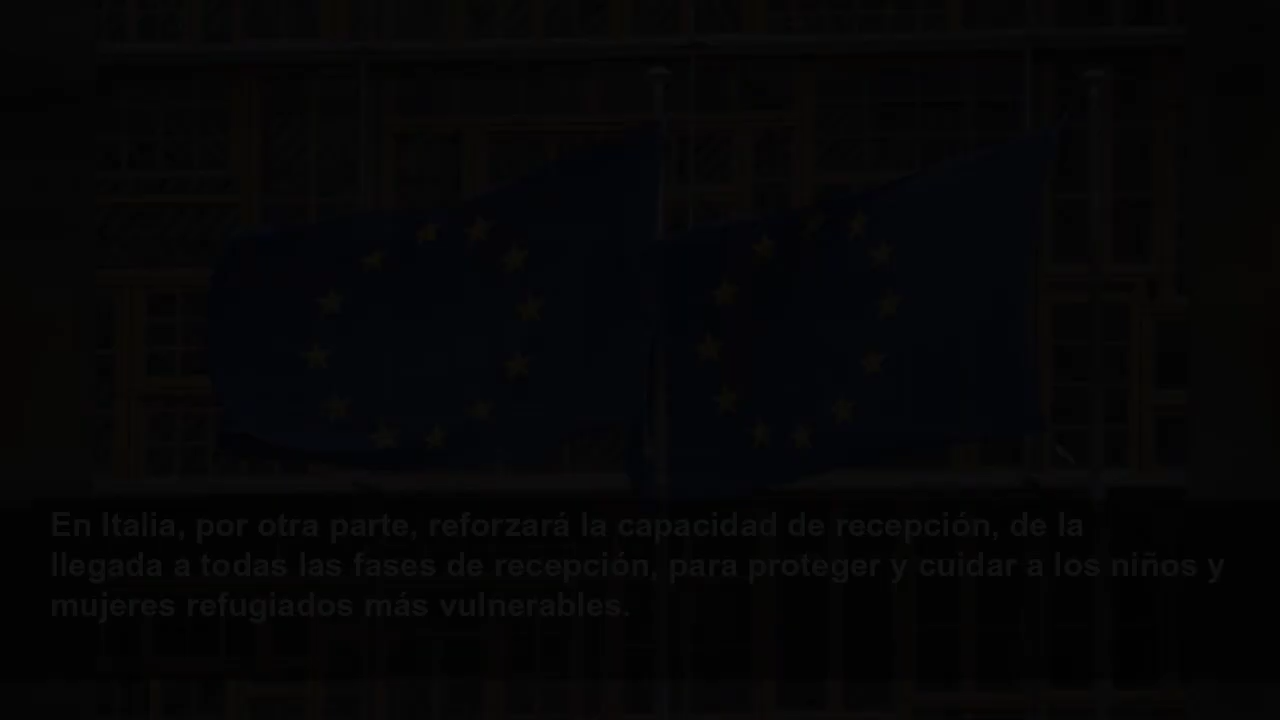 En Italia, por otra parte, reforzará la capacidad de recepción, de la
llegada a todas las fases de recepción, para proteger y cuidar a los niños y
mujeres refugiados más vulnerables.